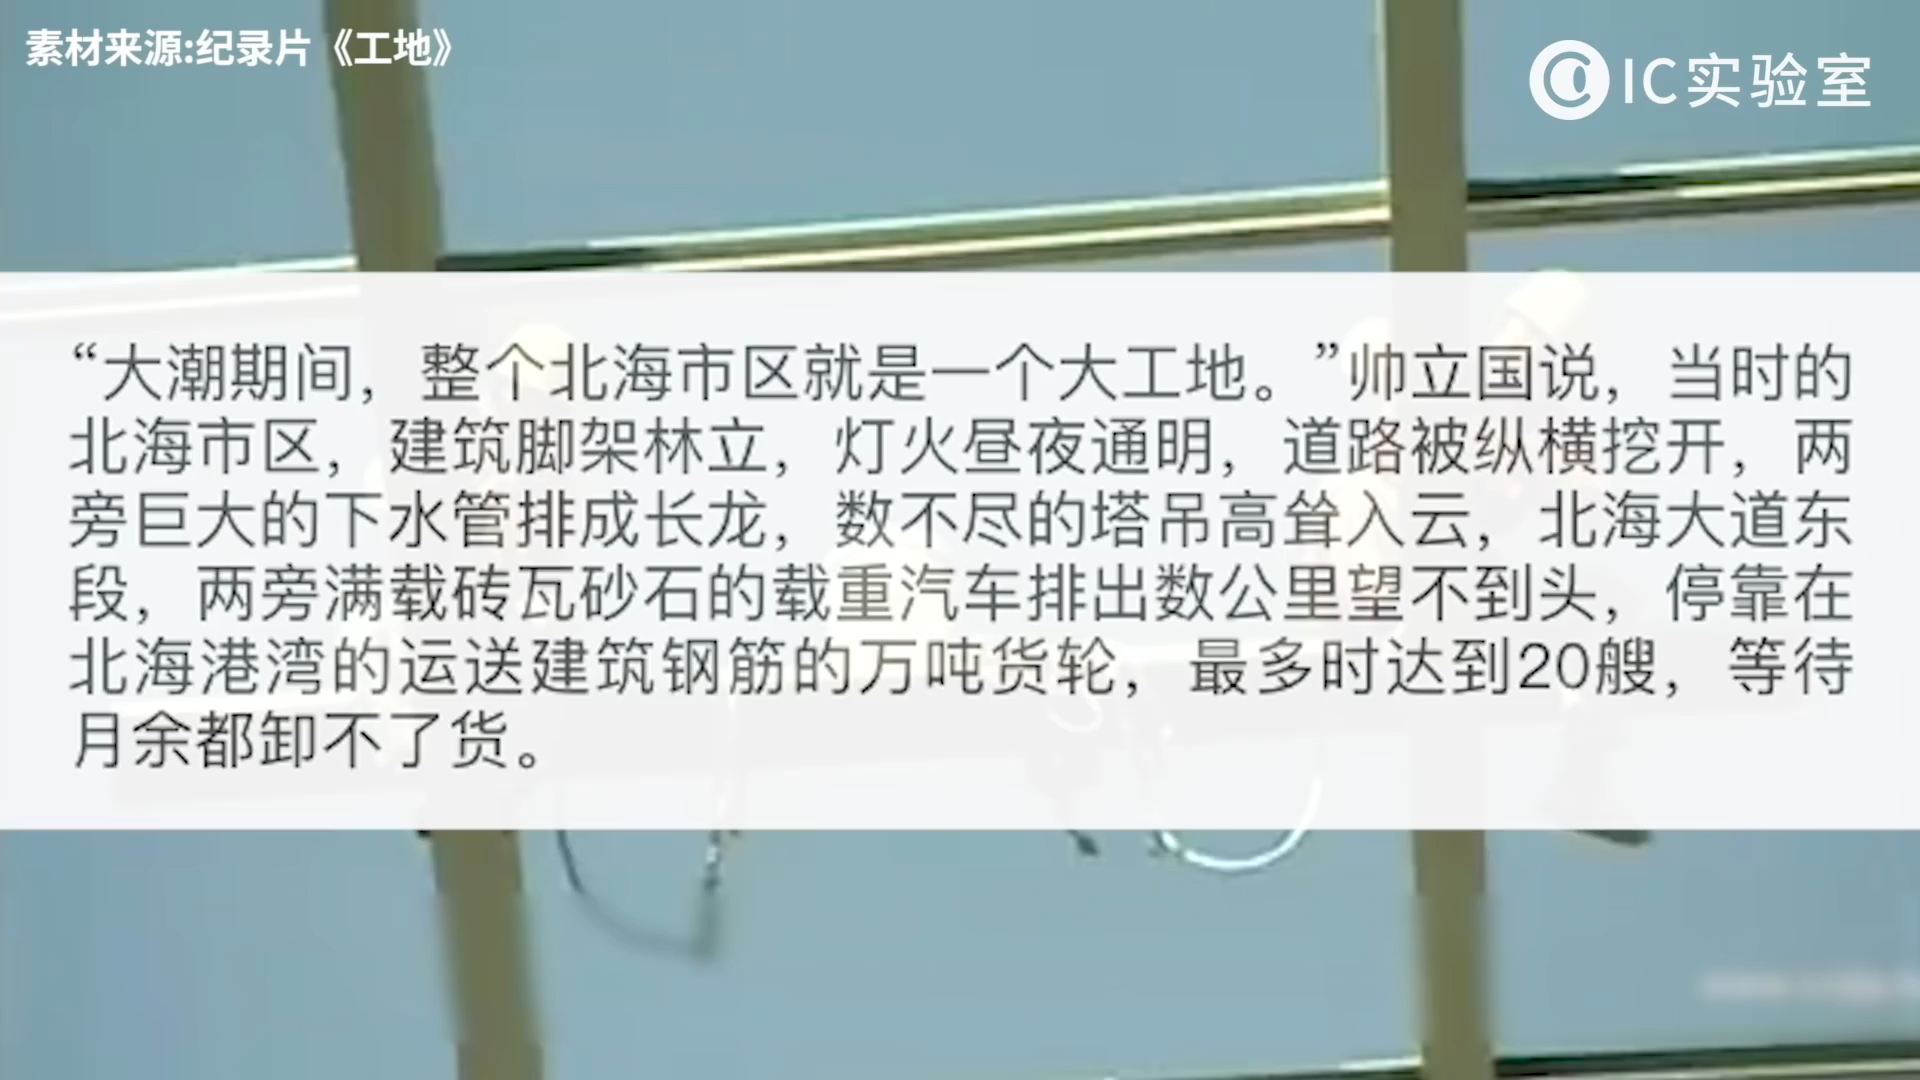 素材来源:纪录片《工地》
IC实验室
“大潮期间，整个北海市区就是一个大工地。”帅立国说，当时的
北海市区，建筑脚架林立，灯火昼夜通明，道路被纵横挖开，两
旁巨大的下水管排成长龙，数不尽的塔吊高耸入云，北海大道东
段，两旁满载砖瓦砂石的载重汽车排出数公里望不到头，停靠在
北海港湾的运送建筑钢筋的万吨货轮，最多时达到20艘，等待
月余都卸不了货。